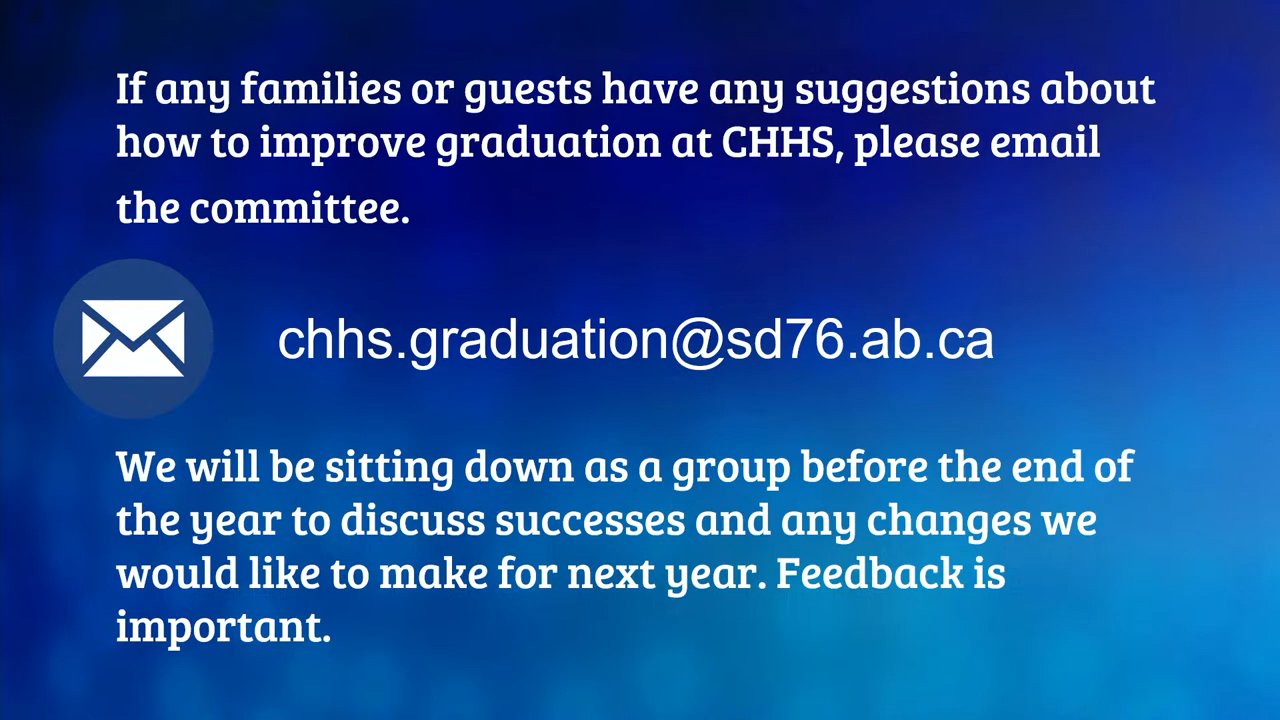 If any families or guests have any suggestions about
how to improve graduation at CHHS, please email
the committee.
chhs.graduation@sd76.ab.ca
We will be sitting down as a group before the end of
the year to discuss successes and any changes we
would like to make for next year. Feedback is
important.